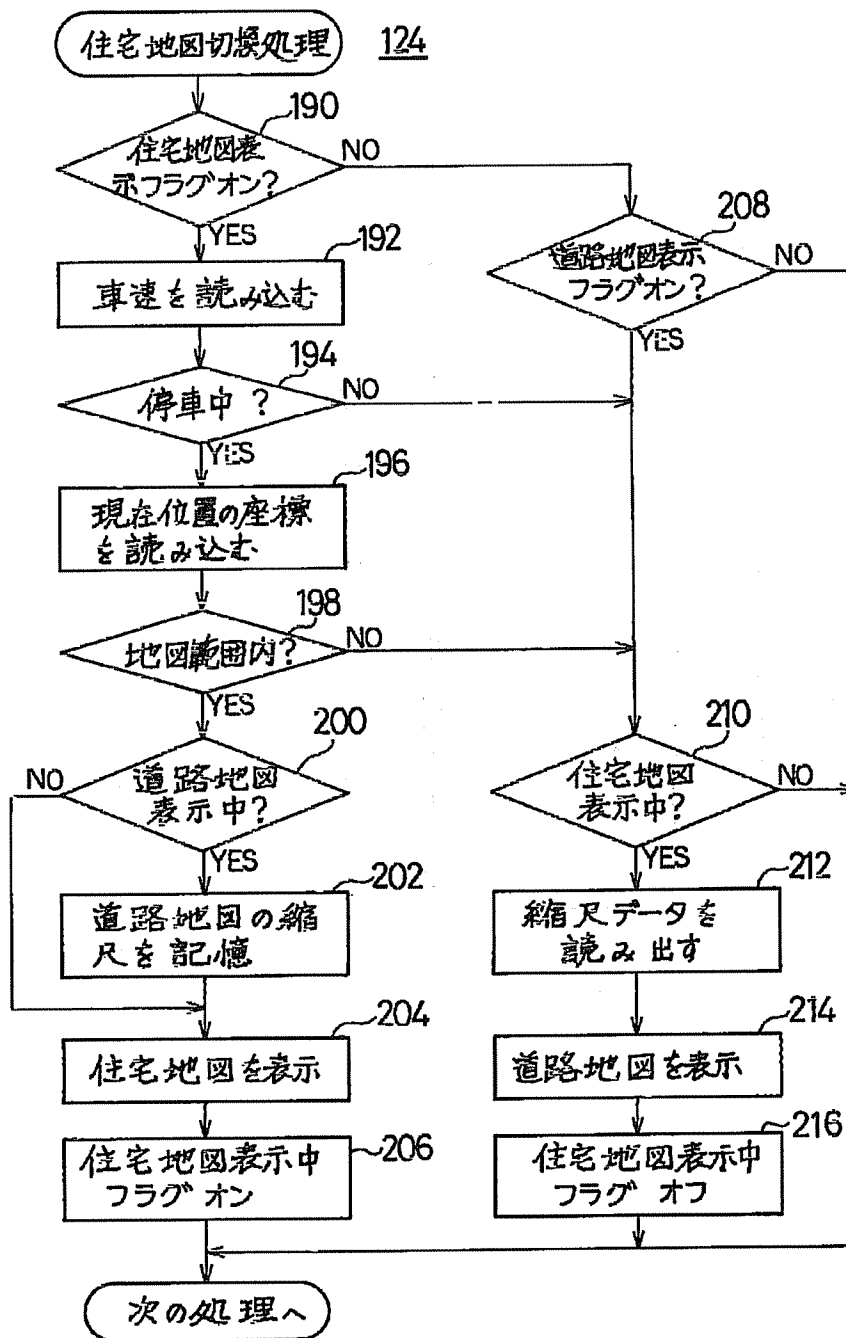 住宅地図切換処理
124
190
住宅地図表
示フラグオン?
NO
YES
208
道路地図表示
フラグオン?
NO
YES
192
車速を読み込む
194
停車中?
NO
YES
196
現在位置の座標
を読み込む
198
地図範囲内?
NO
YES
200
道路地図
表示中?
NO
YES
210
住宅地図
表示中?
NO
YES
202
道路地図の縮
尺を記憶
212
縮尺データを
読み出す
204
住宅地図を表示
214
道路地図を表示
206
住宅地図表示中
フラグオン
216
住宅地図表示中
フラグ オフ
次の処理へ